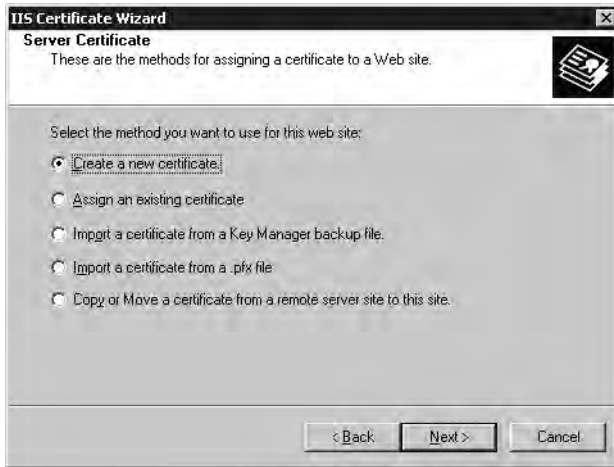 IIS Certificate Wizard
Server Certificate
These are the methods for assigning a certificate to a Web site.
Select the method you want to use for this web site:
Create a new certificate.
Assign an existing certificate
Import a certificate from a Key Manager backup file.
Import a certificate from a .pfx file
Copy or Move a certificate from a remote server site to this site.
< Back
Next >
Cancel